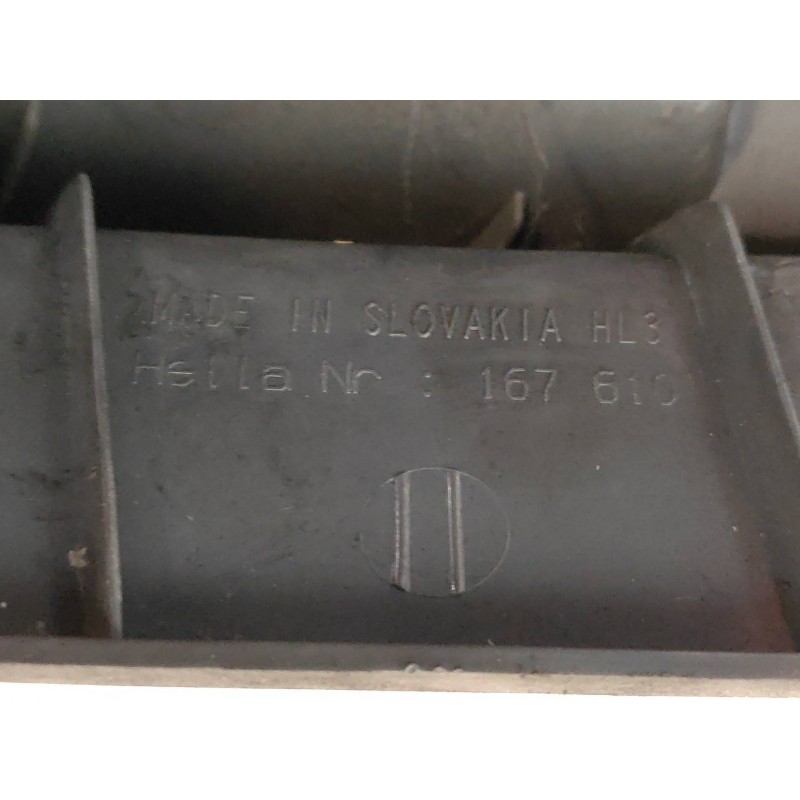 MADE IN SLOVAKIA HL3
Hella Nr : 167 610